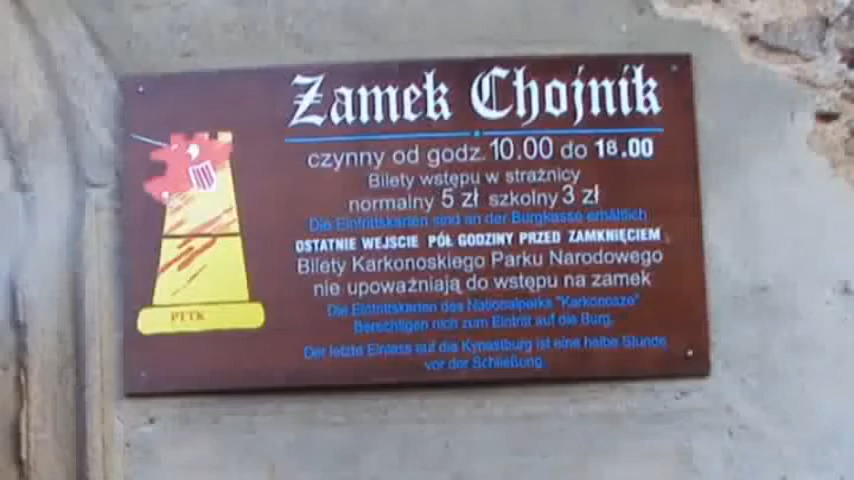 Zamek Chojnik
czynny od godz. 10.00 do 18.00
Bilety wstępu w strażnicy
normalny 5 zł szkolny 3 zł
Die Eintrittskarten sind an der Burgkasse erhältlich
OSTATNIE WEJŚCIE PÓŁ GODZINY PRZED ZAMKNIĘCIEM
Bilety Karkonoskiego Parku Narodowego
nie upoważniają do wstępu na zamek
Die Eintrittskarten des Nationalparks "Karkonosze"
Berechtigen nich zum Eintritt auf die Burg.
Der letzte Einlass auf die Kynastburg ist eine halbe Stunde
vor der Schließung.
PTTK